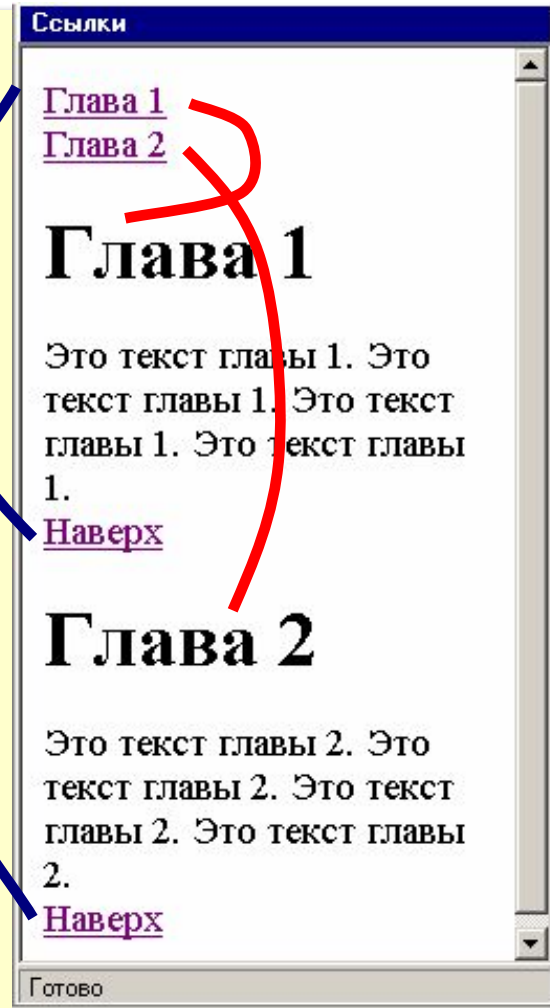 Ссылки
Глава 1
Глава 2
Глава 1
Это текст главы 1. Это
текст главы 1. Это текст
главы 1. Это текст главы
1.
Наверх
Глава 2
Это текст главы 2. Это
текст главы 2. Это текст
главы 2. Это текст главы
2.
Наверх
Готово